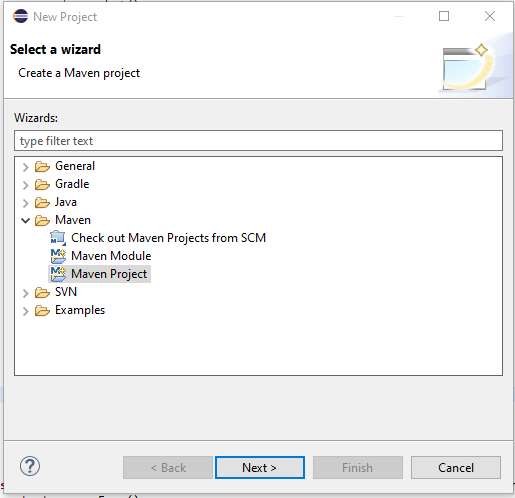 New Project
Select a wizard
Create a Maven project
Wizards:
type filter text
General
Gradle
Java
Maven
Check out Maven Projects from SCM
Maven Module
Maven Project
SVN
Examples
?
< Back
Next >
Finish
Cancel